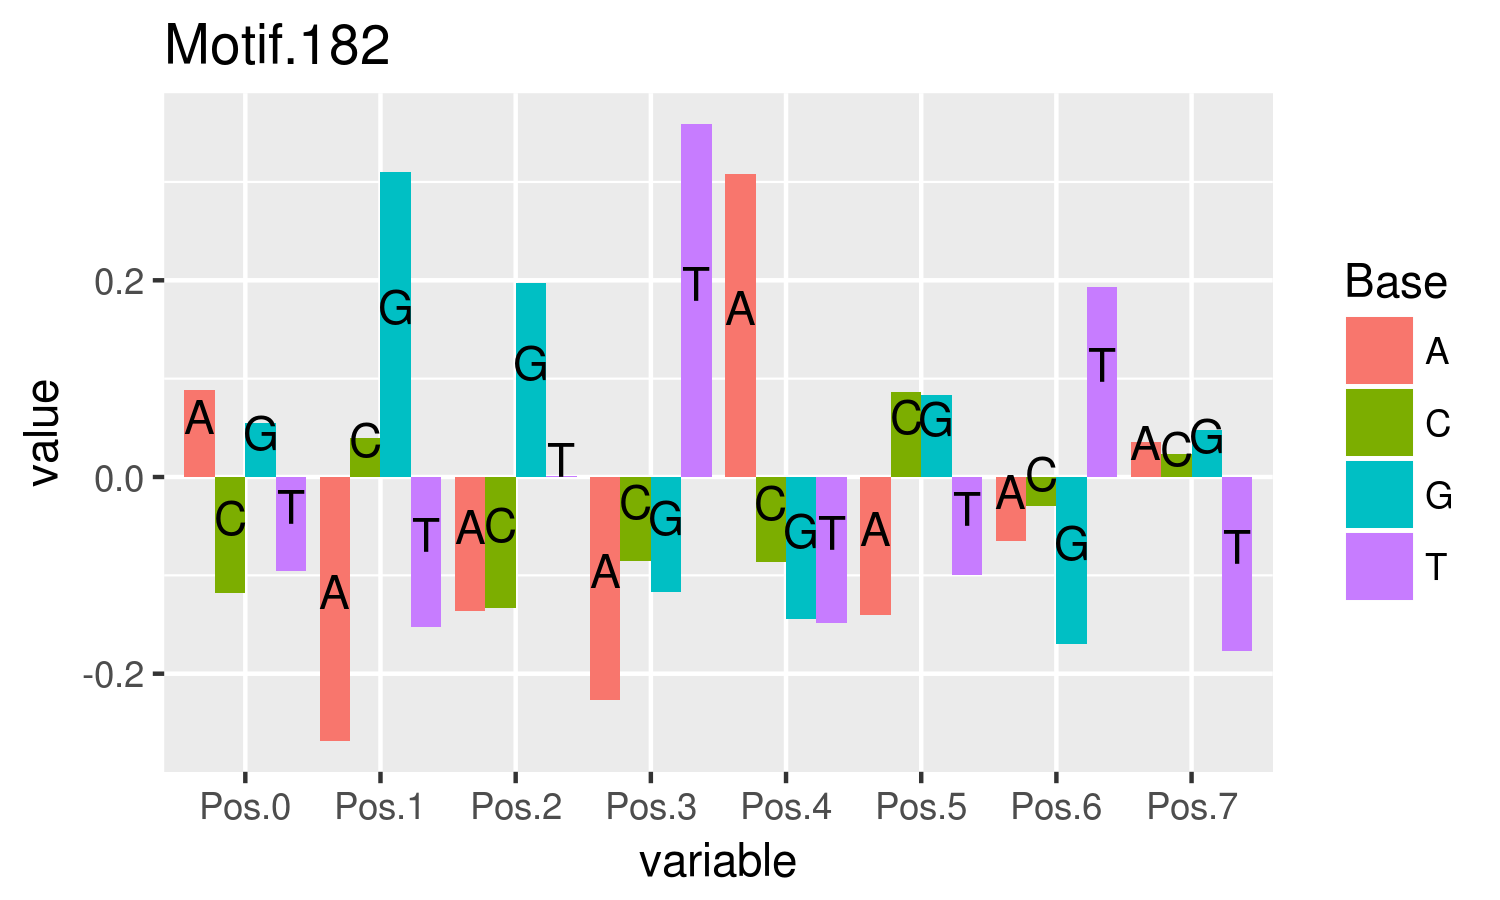 Motif.182
value
0.2
0.0
-0.2
A C G T
A C G T
A C G T
A C G T
A C G T
A C G T
A C G T
A C G T
Pos.0 Pos.1 Pos.2 Pos.3 Pos.4 Pos.5 Pos.6 Pos.7
variable
Base
A
C
G
T